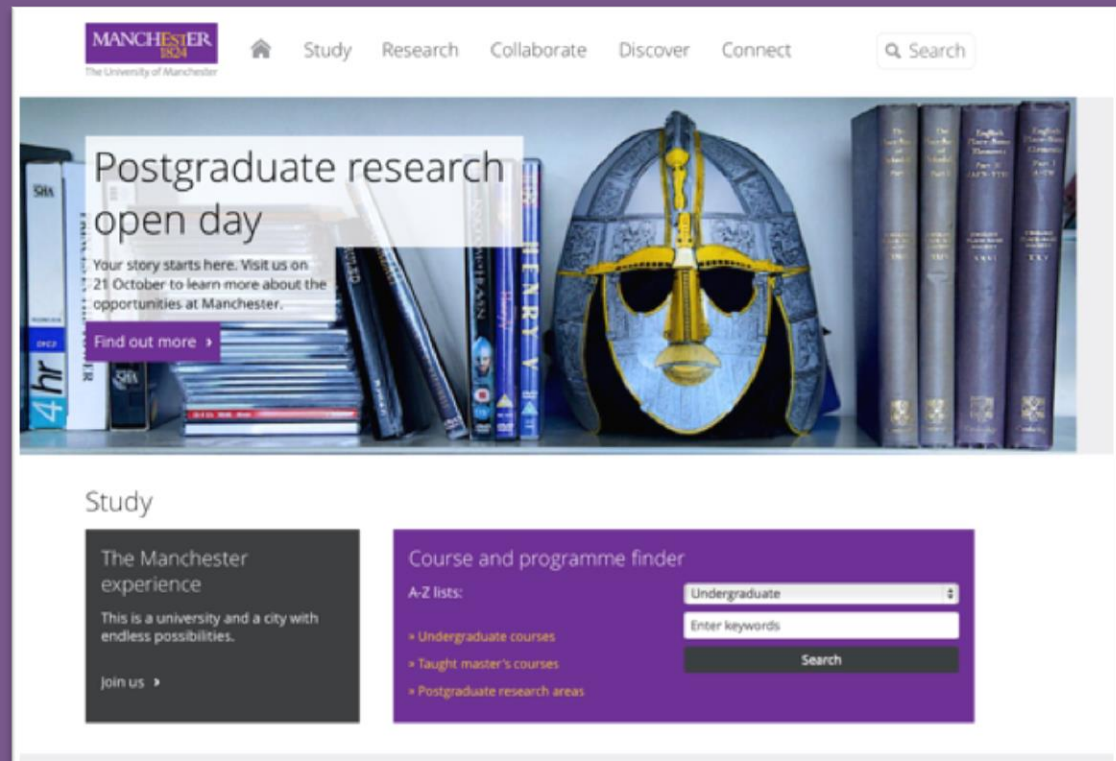 MANCHEstER
1824
The University of Manchester
Study Research Collaborate Discover Connect Search
Postgraduate research
open day
Your story starts here. Visit us on
21 October to learn more about the
opportunities at Manchester.
Find out more ›
SHA
4hr
SHA
HENRY V
Study
The Manchester
experience
This is a university and a city with
endless possibilities.
Join us ›
Course and programme finder
A-Z lists:
» Undergraduate courses
» Taught master's courses
» Postgraduate research areas
Undergraduate
Enter keywords
Search